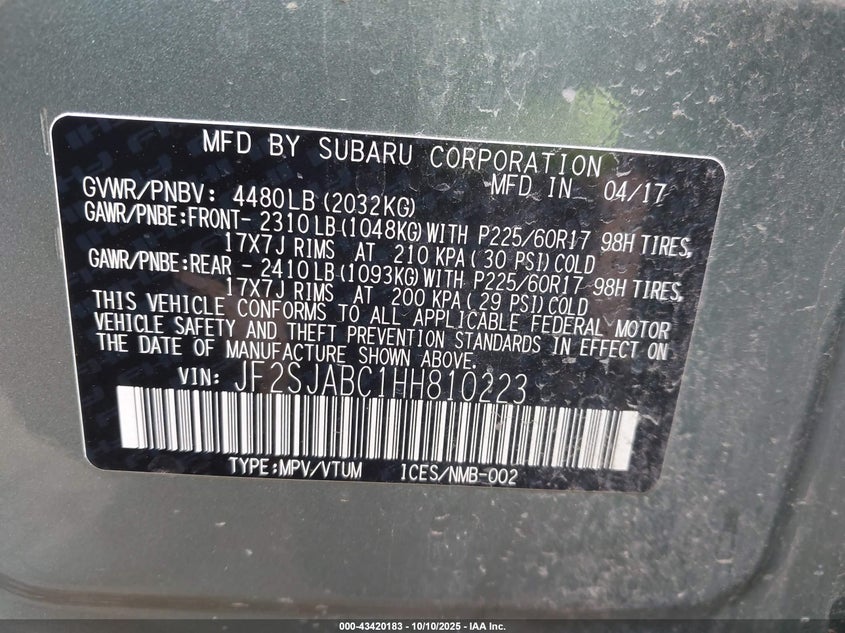 MFD BY SUBARU CORPORATION
MFD IN 04/17
GVWR/PNBV: 4480LB(2032KG)
GAWR/PNBE:FRONT- 2310LB(1048KG)WITH P225/60R17 98H TIRES,
17X7J RIMS AT 210 KPA( 30 PSI)COLD
GAWR/PNBE:REAR - 2410LB(1093KG)WITH P225/60R17 98H TIRES,
17X7J RIMS AT 200 KPA( 29 PSI)COLD
THIS VEHICLE CONFORMS TO ALL APPLICABLE FEDERAL MOTOR
VEHICLE SAFETY AND THEFT PREVENTION STANDARDS IN EFFECT ON
THE DATE OF MANUFACTURE SHOWN ABOVE.
VIN: JF2SJABC1HH810223
TYPE:MPV/VTUM ICES/NMB-002
000-43420183 - 10/10/2025 - IAA Inc.